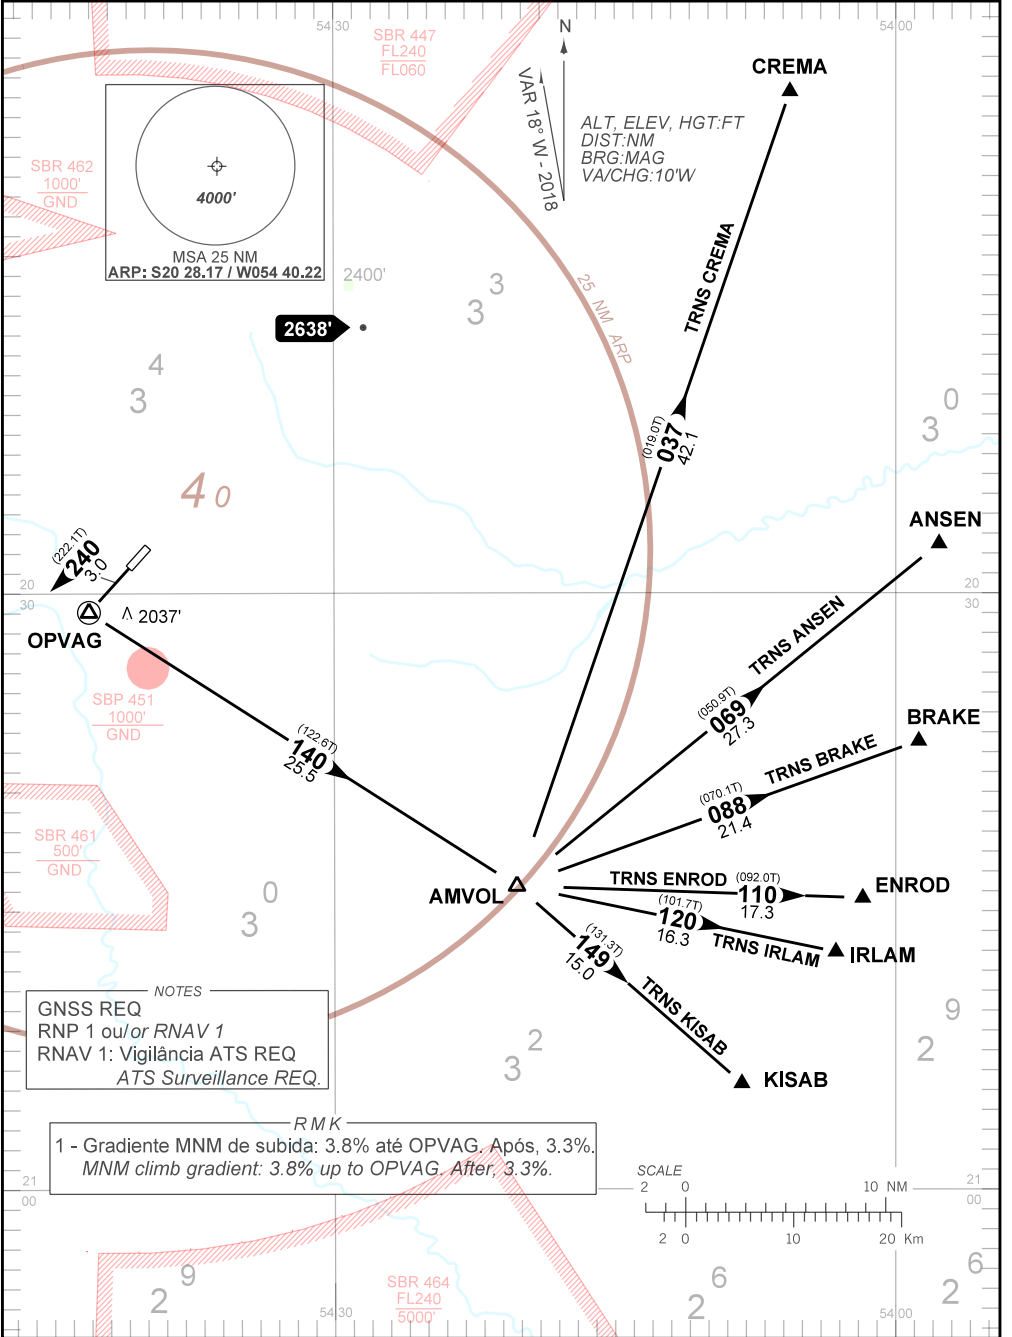 54 30
54 00
SBR 447
FL240
FL060
N
VAR 18° W - 2018
CREMA
ALT, ELEV, HGT:FT
DIST:NM
BRG:MAG
VA/CHG:10'W
SBR 462
1000'
GND
4000'
MSA 25 NM
ARP: S20 28.17 / W054 40.22
2400'
3 3
25 NM ARP
2638'
TRNS CREMA
3 4
3 0
(019.0T)
037
42.1
4 0
ANSEN
(222.1T)
240
3.0
20
30
20
30
2037'
OPVAG
TRNS ANSEN
SBP 451
1000'
GND
(050.9T)
069
27.3
BRAKE
(122.6T)
140
25.5
TRNS BRAKE
(070.1T)
088
21.4
SBR 461
500'
GND
3 0
AMVOL
TRNS ENROD
(092.0T)
110
17.3
ENROD
(101.7T)
120
16.3
TRNS IRLAM
IRLAM
(131.3T)
149
15.0
TRNS KISAB
KISAB
NOTES
GNSS REQ
RNP 1 ou/or RNAV 1
RNAV 1: Vigilância ATS REQ
ATS Surveillance REQ.
3 2
2 9
RMK
1 - Gradiente MNM de subida: 3.8% até OPVAG. Após, 3.3%.
MNM climb gradient: 3.8% up to OPVAG. After, 3.3%.
SCALE
2 0 10 NM
2 0 10 20 Km
21
00
21
00
2 9
SBR 464
FL240
5000'
2 6
2 6
54 30
54 00